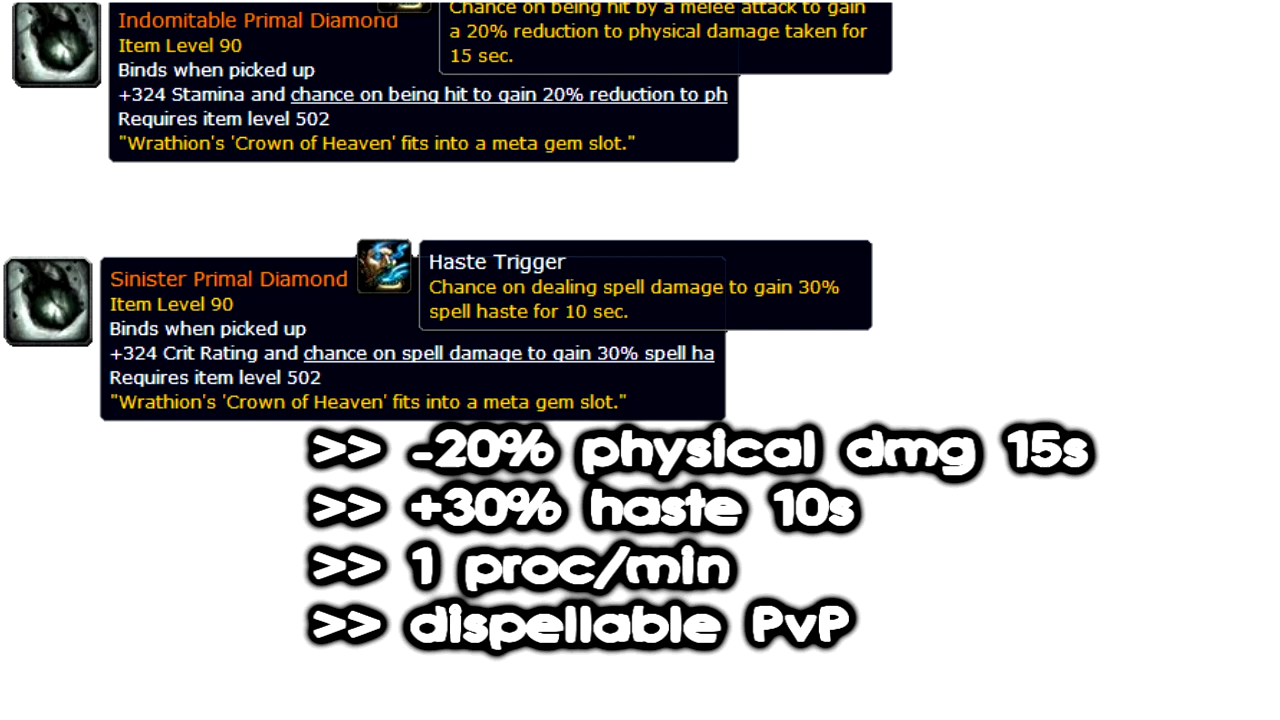 Indomitable Primal Diamond
Item Level 90
Binds when picked up
+324 Stamina and chance on being hit to gain 20% reduction to ph
Requires item level 502
"Wrathion's 'Crown of Heaven' fits into a meta gem slot."
Chance on being hit by a melee attack to gain
a 20% reduction to physical damage taken for
15 sec.
Sinister Primal Diamond
Item Level 90
Binds when picked up
+324 Crit Rating and chance on spell damage to gain 30% spell ha
Requires item level 502
"Wrathion's 'Crown of Heaven' fits into a meta gem slot."
Haste Trigger
Chance on dealing spell damage to gain 30%
spell haste for 10 sec.
>> -20% physical dmg 15s
>> +30% haste 10s
>> 1 proc/min
>> dispellable PvP